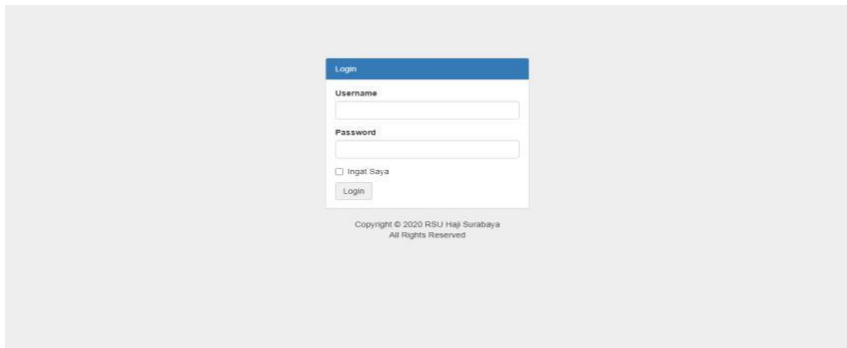 Login
Username
Password
Ingat Saya
Login
Copyright © 2020 RSU Haji Surabaya
All Rights Reserved